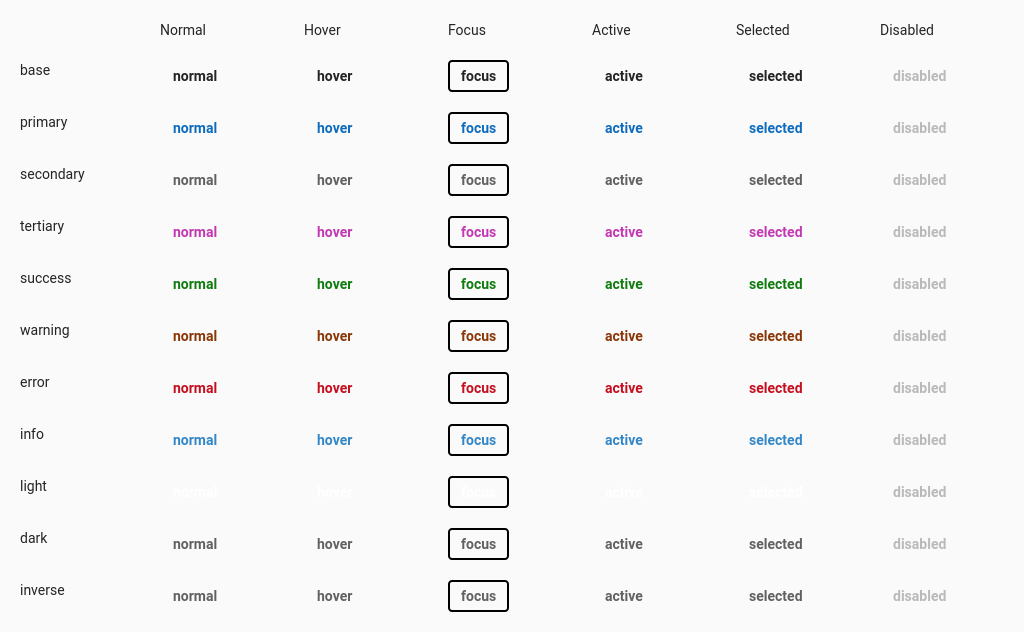 Normal Hover Focus Active Selected Disabled
base normal hover focus active selected disabled
primary normal hover focus active selected disabled
secondary normal hover focus active selected disabled
tertiary normal hover focus active selected disabled
success normal hover focus active selected disabled
warning normal hover focus active selected disabled
error normal hover focus active selected disabled
info normal hover focus active selected disabled
light normal hover focus active selected disabled
dark normal hover focus active selected disabled
inverse normal hover focus active selected disabled